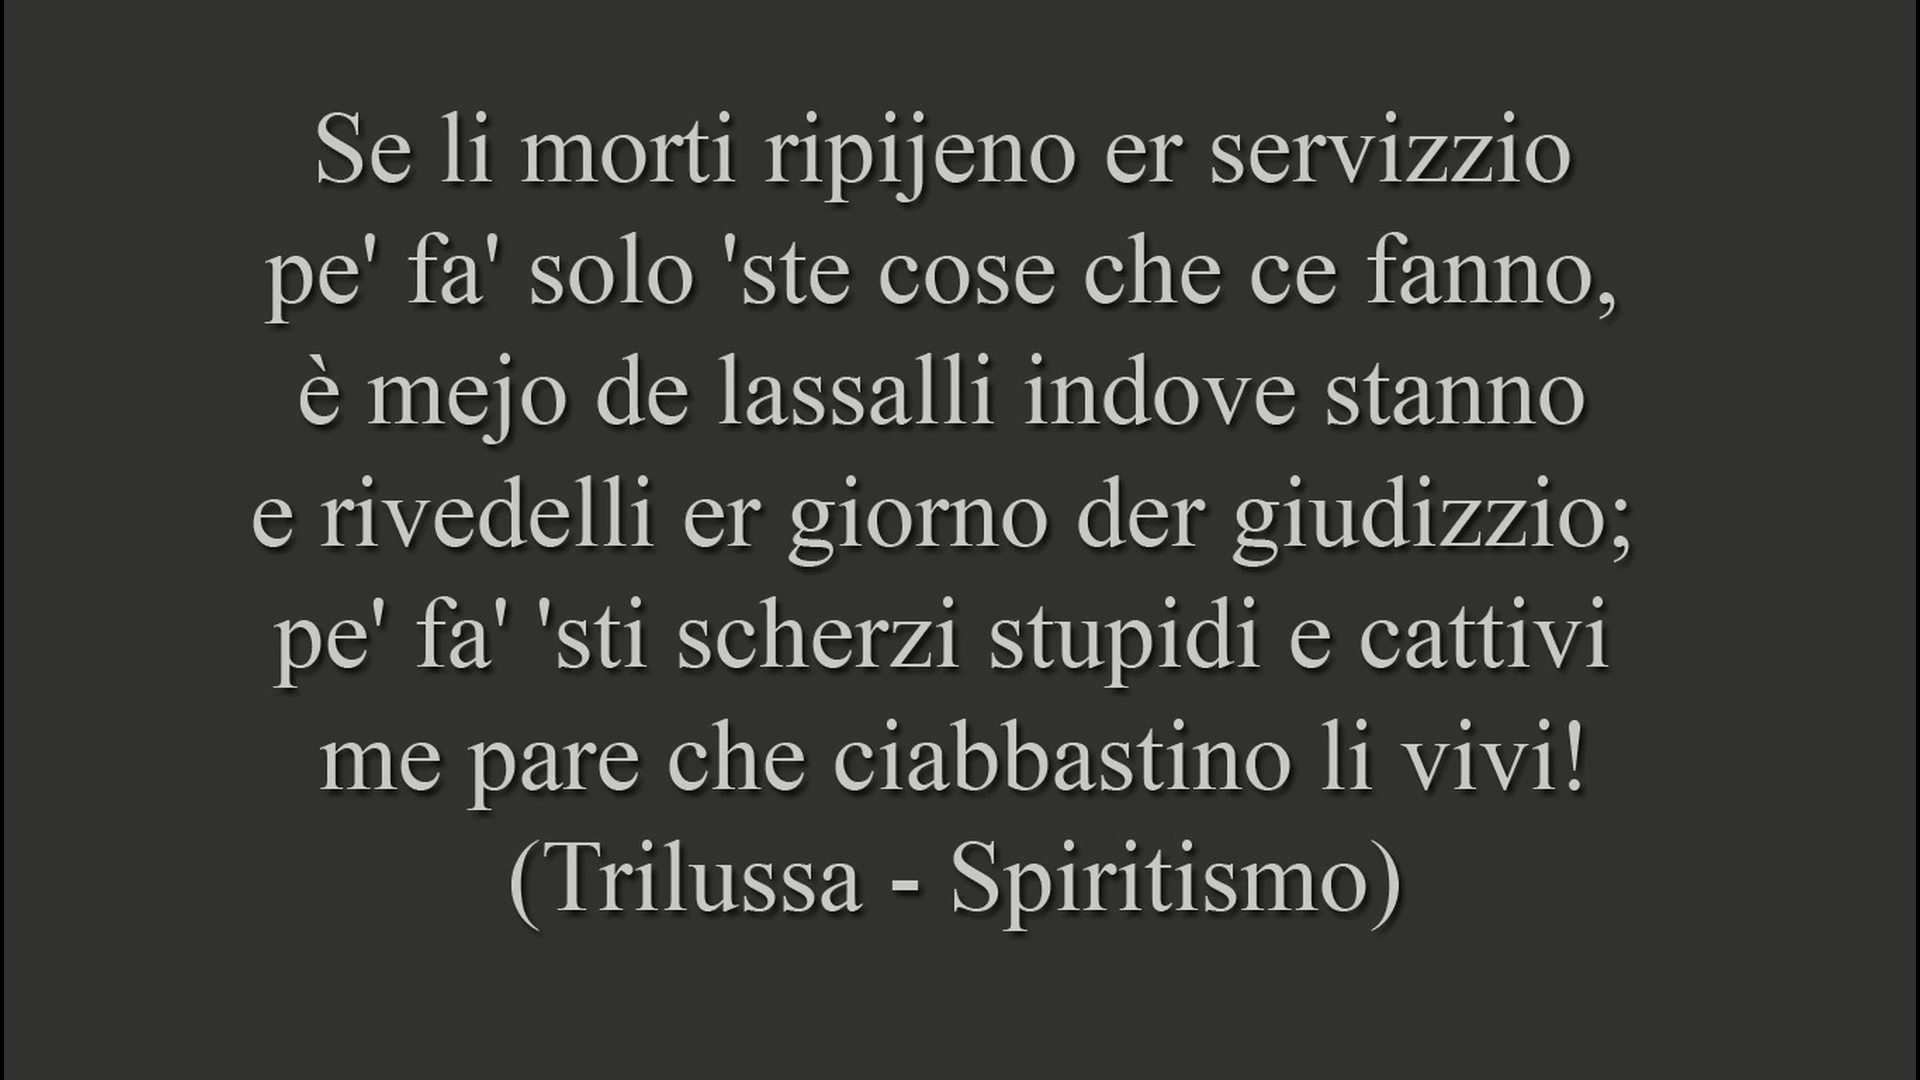 Se li morti ripijeno er servizzio
pe' fa' solo 'ste cose che ce fanno,
è mejo de lassalli indove stanno
e rivedelli er giorno der giudizzio;
pe' fa' 'sti scherzi stupidi e cattivi
me pare che ciabbastino li vivi!
(Trilussa - Spiritismo)